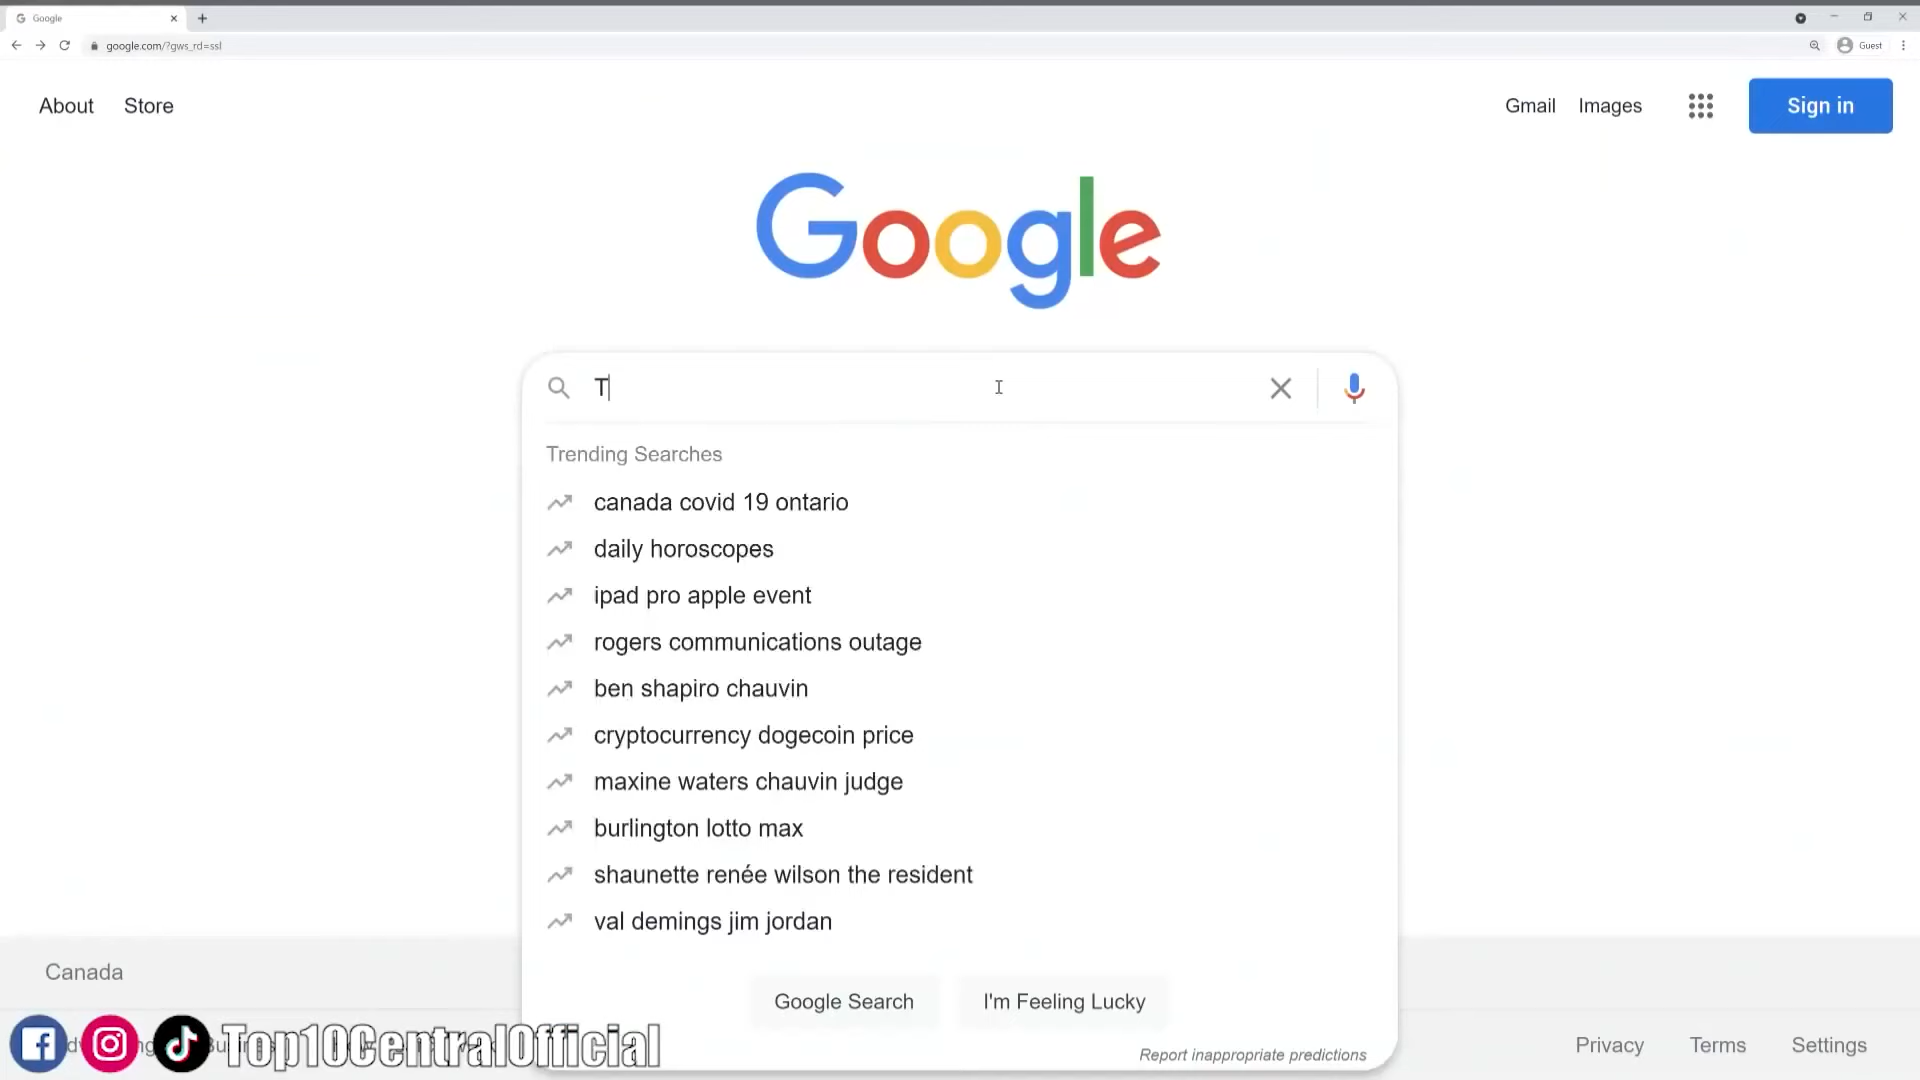 Google
google.com/?gws_rd=ssl
Guest
About Store
Gmail Images
Sign in
Google
T
Trending Searches
canada covid 19 ontario
daily horoscopes
ipad pro apple event
rogers communications outage
ben shapiro chauvin
cryptocurrency dogecoin price
maxine waters chauvin judge
burlington lotto max
shaunette renée wilson the resident
val demings jim jordan
Canada
Google Search I'm Feeling Lucky
Top10CentralOfficial
Report inappropriate predictions
Privacy Terms Settings